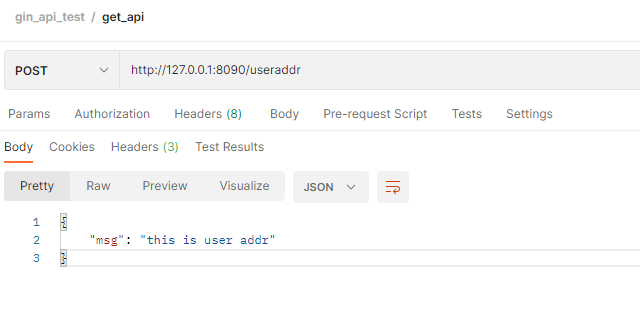 gin_api_test / get_api
POST http://127.0.0.1:8090/useraddr
Params Authorization Headers (8) Body Pre-request Script Tests Settings
Body Cookies Headers (3) Test Results
Pretty Raw Preview Visualize JSON
1 {
2 "msg": "this is user addr"
3 }